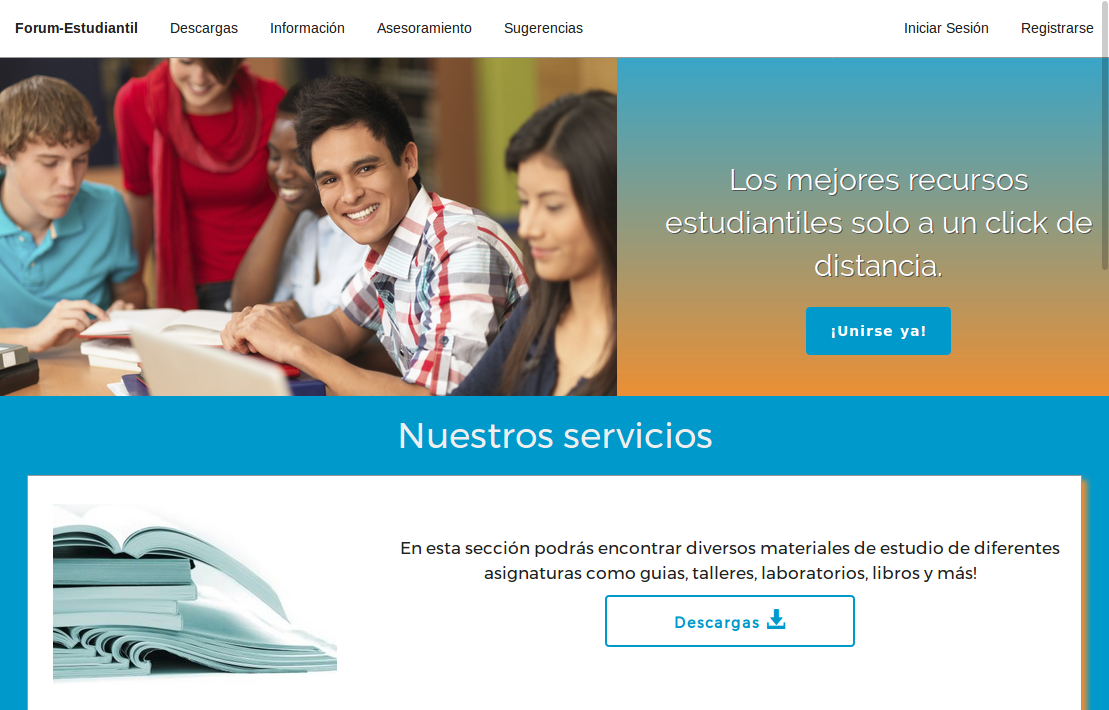 Forum-Estudiantil Descargas Información Asesoramiento Sugerencias Iniciar Sesión Registrarse
Los mejores recursos
estudiantiles solo a un click de
distancia.
¡Unirse ya!
Nuestros servicios
En esta sección podrás encontrar diversos materiales de estudio de diferentes
asignaturas como guias, talleres, laboratorios, libros y más!
Descargas